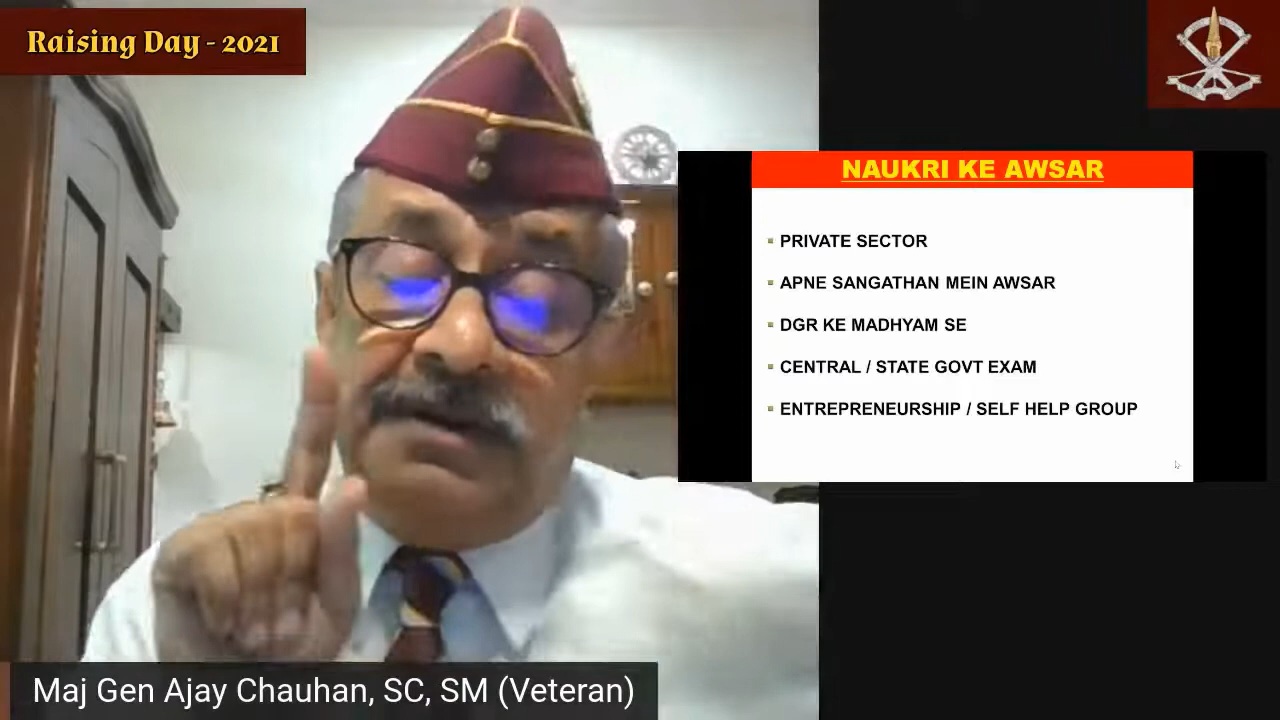 Raising Day - 2021
NAUKRI KE AWSAR
PRIVATE SECTOR
APNE SANGATHAN MEIN AWSAR
DGR KE MADHYAM SE
CENTRAL / STATE GOVT EXAM
ENTREPRENEURSHIP / SELF HELP GROUP
Maj Gen Ajay Chauhan, SC, SM (Veteran)